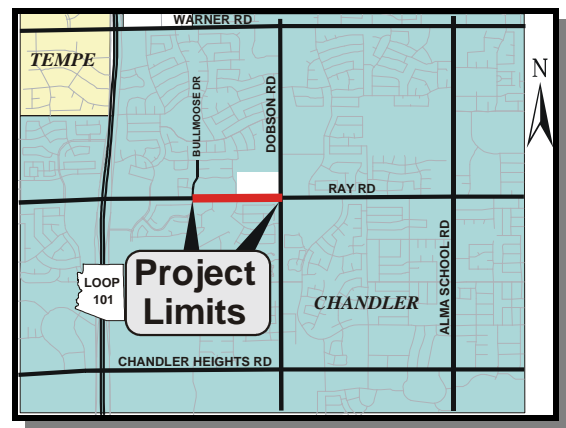 WARNER RD
TEMPE
N
BULLMOOSE DR
DOBSON RD
RAY RD
ALMA SCHOOL RD
LOOP
101
Project
Limits
CHANDLER
CHANDLER HEIGHTS RD